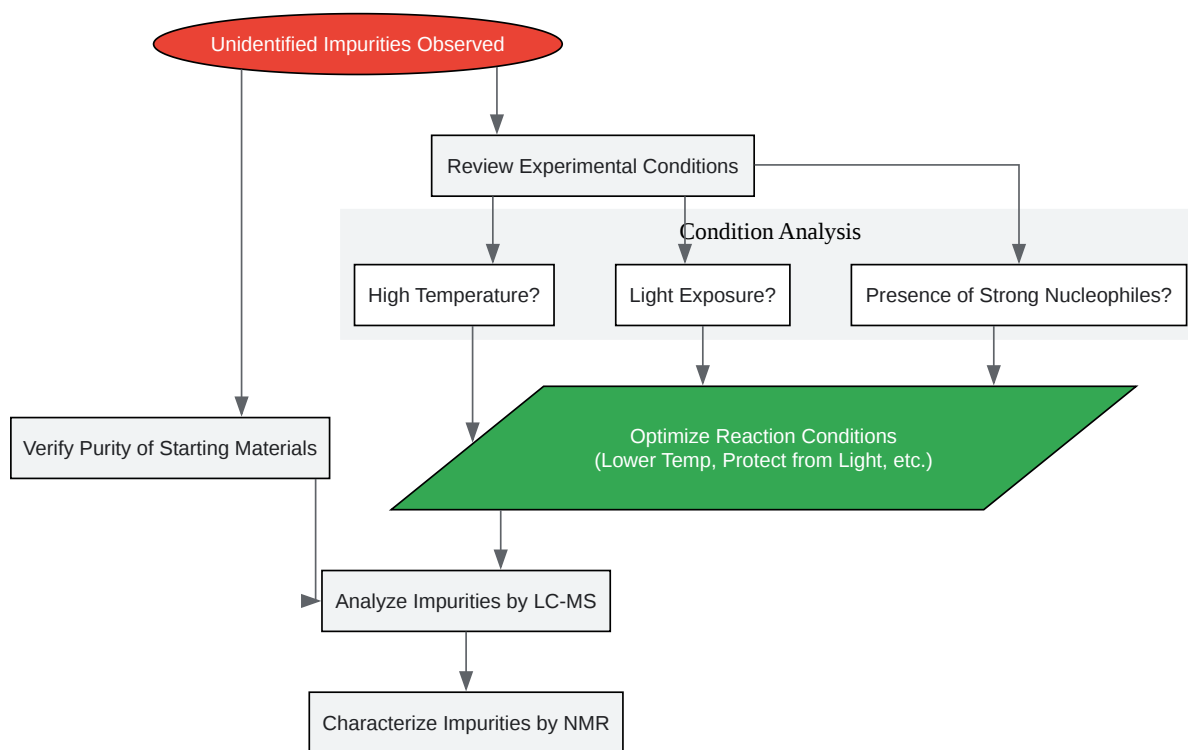 Unidentified Impurities Observed
Review Experimental Conditions
Condition Analysis
High Temperature?
Light Exposure?
Presence of Strong Nucleophiles?
Verify Purity of Starting Materials
Optimize Reaction Conditions
(Lower Temp, Protect from Light, etc.)
Analyze Impurities by LC-MS
Characterize Impurities by NMR